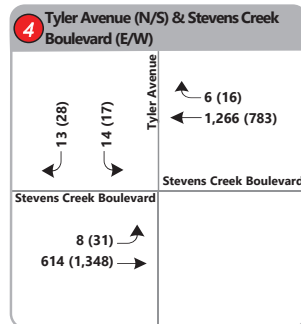 4
Tyler Avenue (N/S) & Stevens Creek
Boulevard (E/W)
13 (28)
14 (17)
Tyler Avenue
6 (16)
1,266 (783)
Stevens Creek Boulevard
Stevens Creek Boulevard
8 (31)
614 (1,348)